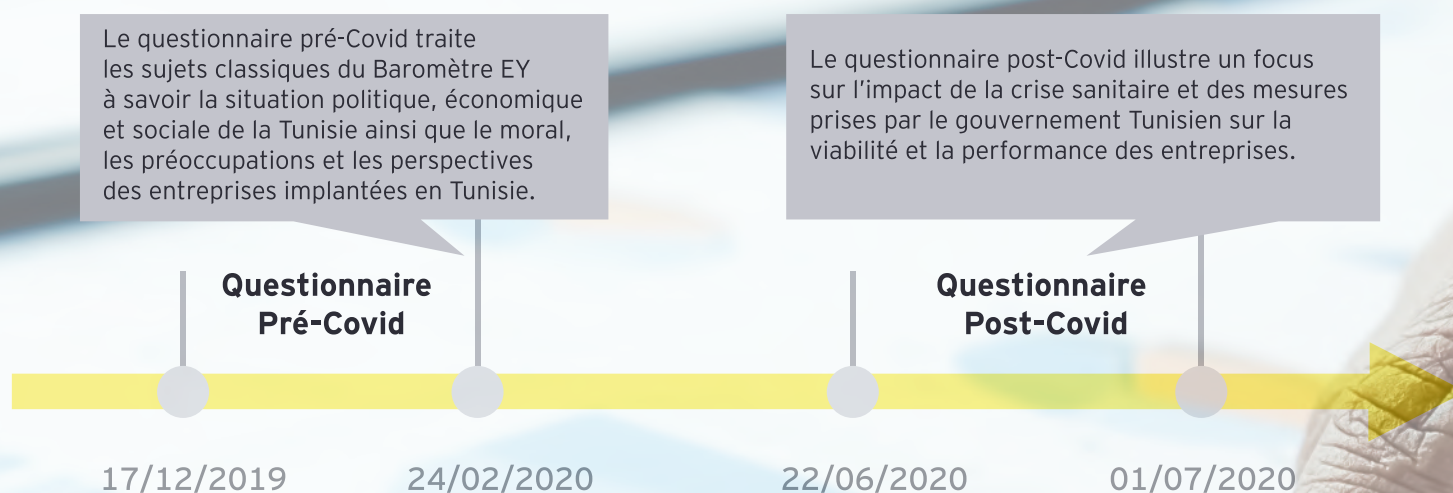 Le questionnaire pré-Covid traite
les sujets classiques du Baromètre EY
à savoir la situation politique, économique
et sociale de la Tunisie ainsi que le moral,
les préoccupations et les perspectives
des entreprises implantées en Tunisie.
Le questionnaire post-Covid illustre un focus
sur l'impact de la crise sanitaire et des mesures
prises par le gouvernement Tunisien sur la
viabilité et la performance des entreprises.
Questionnaire
Pré-Covid
Questionnaire
Post-Covid
17/12/2019
24/02/2020
22/06/2020
01/07/2020